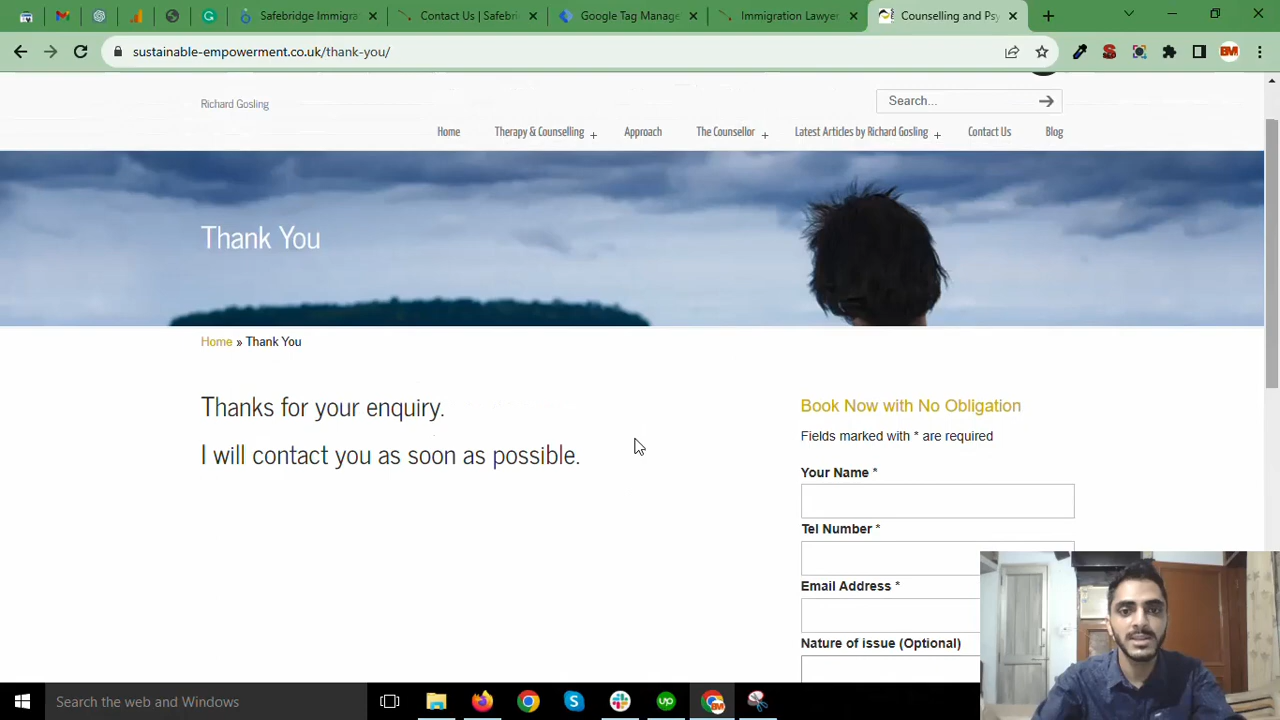 Safebridge Immigra
Contact Us | Safebri
Google Tag Manage
Immigration Lawyer
Counselling and Psy
sustainable-empowerment.co.uk/thank-you/
Richard Gosling
Search...
Home
Therapy & Counselling +
Approach
The Counsellor +
Latest Articles by Richard Gosling +
Contact Us
Blog
Thank You
Home » Thank You
Thanks for your enquiry.
I will contact you as soon as possible.
Book Now with No Obligation
Fields marked with * are required
Your Name *
Tel Number *
Email Address *
Nature of issue (Optional)
Search the web and Windows